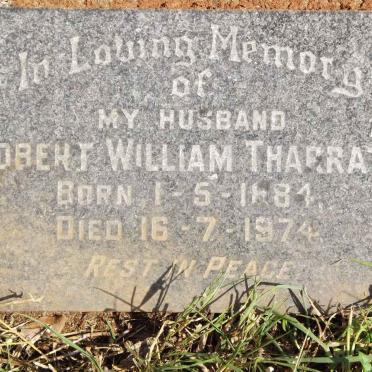 In Loving Memory
of
MY HUSBAND
OBERT WILLIAM THACRA
BORN 1-5-1884.
DIED 16-7-1974.
REST IN PEACE